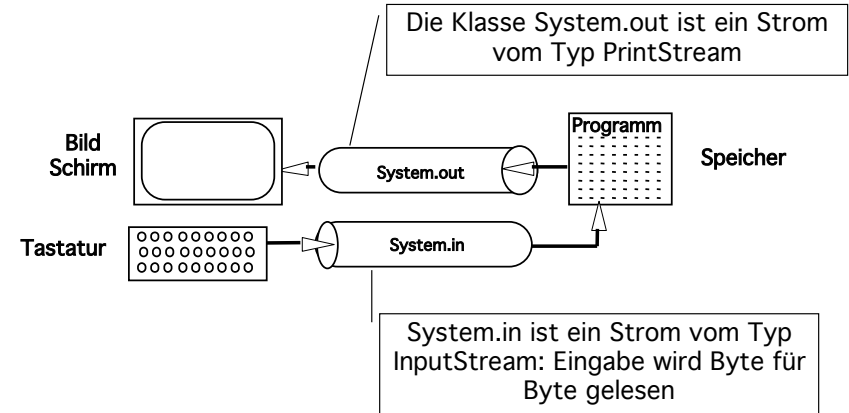 Die Klasse System.out ist ein Strom
vom Typ PrintStream
Bild
Schirm
System.out
Programm
Speicher
Tastatur
System.in
System.in ist ein Strom vom Typ
InputStream: Eingabe wird Byte für
Byte gelesen